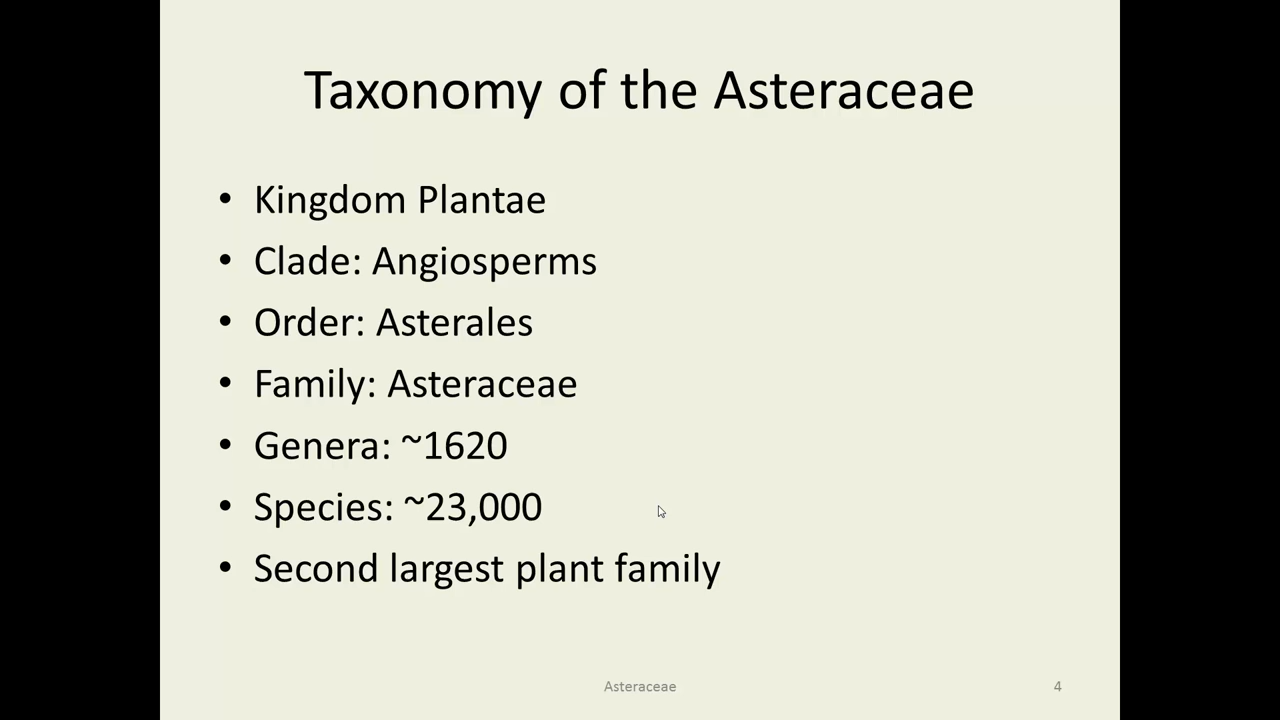 Taxonomy of the Asteraceae
• Kingdom Plantae
• Clade: Angiosperms
• Order: Asterales
• Family: Asteraceae
• Genera: ~1620
• Species: ~23,000
• Second largest plant family
Asteraceae 4